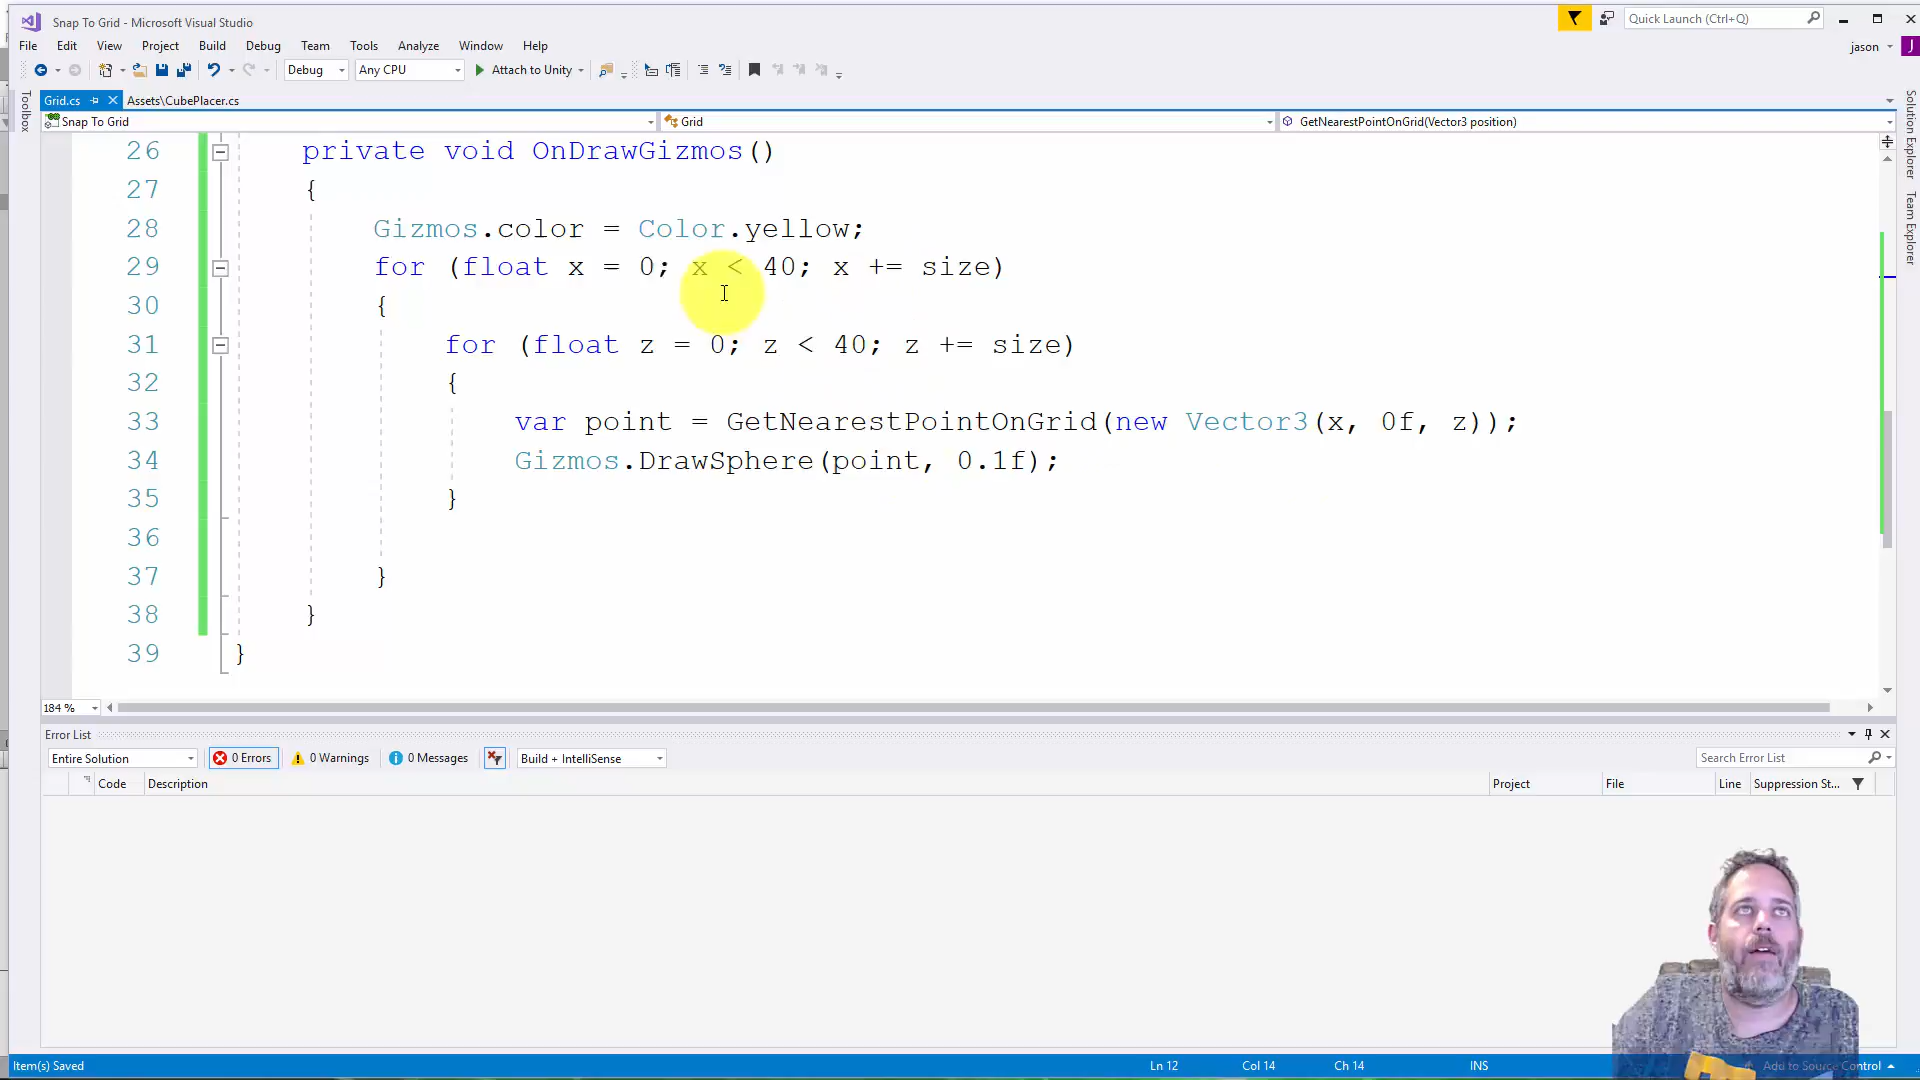 Snap To Grid - Microsoft Visual Studio
Quick Launch (Ctrl+Q)
File Edit View Project Build Debug Team Tools Analyze Window Help
jason J
Debug Any CPU Attach to Unity
Toolbox
Grid.cs Assets\CubePlacer.cs
Snap To Grid Grid GetNearestPointOnGrid(Vector3 position)
Solution Explorer
Team Explorer
26 private void OnDrawGizmos()
27 {
28 Gizmos.color = Color.yellow;
29 for (float x = 0; x < 40; x += size)
30 {
31 for (float z = 0; z < 40; z += size)
32 {
33 var point = GetNearestPointOnGrid(new Vector3(x, 0f, z));
34 Gizmos.DrawSphere(point, 0.1f);
35 }
36
37 }
38 }
39 }
184 %
Error List
Entire Solution 0 Errors 0 Warnings 0 Messages Build + IntelliSense Search Error List
Code Description Project File Line Suppression St...
Item(s) Saved Ln 12 Col 14 Ch 14 INS Add to Source Control